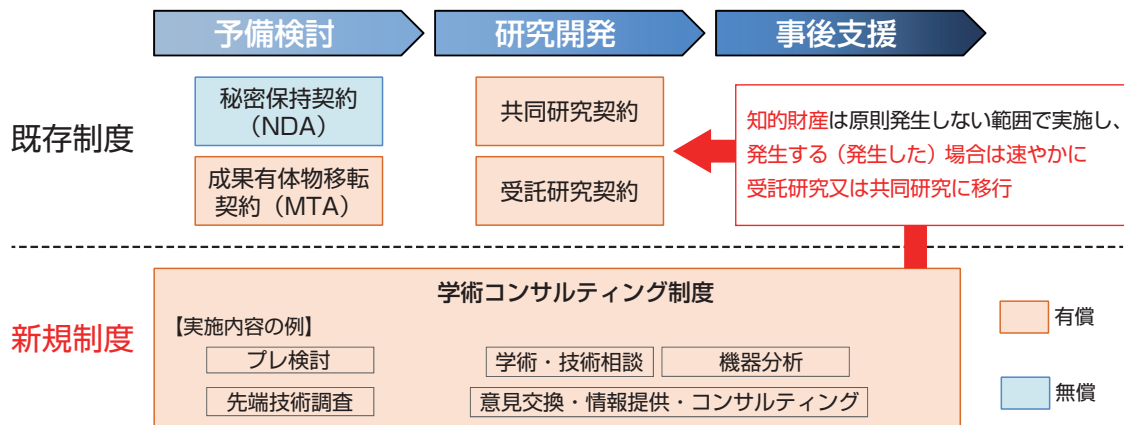 予備検討
研究開発
事後支援
既存制度
秘密保持契約
（NDA）
成果有体物移転
契約（MTA）
共同研究契約
受託研究契約
知的財産は原則発生しない範囲で実施し、
発生する（発生した）場合は速やかに
受託研究又は共同研究に移行
新規制度
学術コンサルティング制度
【実施内容の例】
プレ検討
学術・技術相談
機器分析
先端技術調査
意見交換・情報提供・コンサルティング
有償
無償